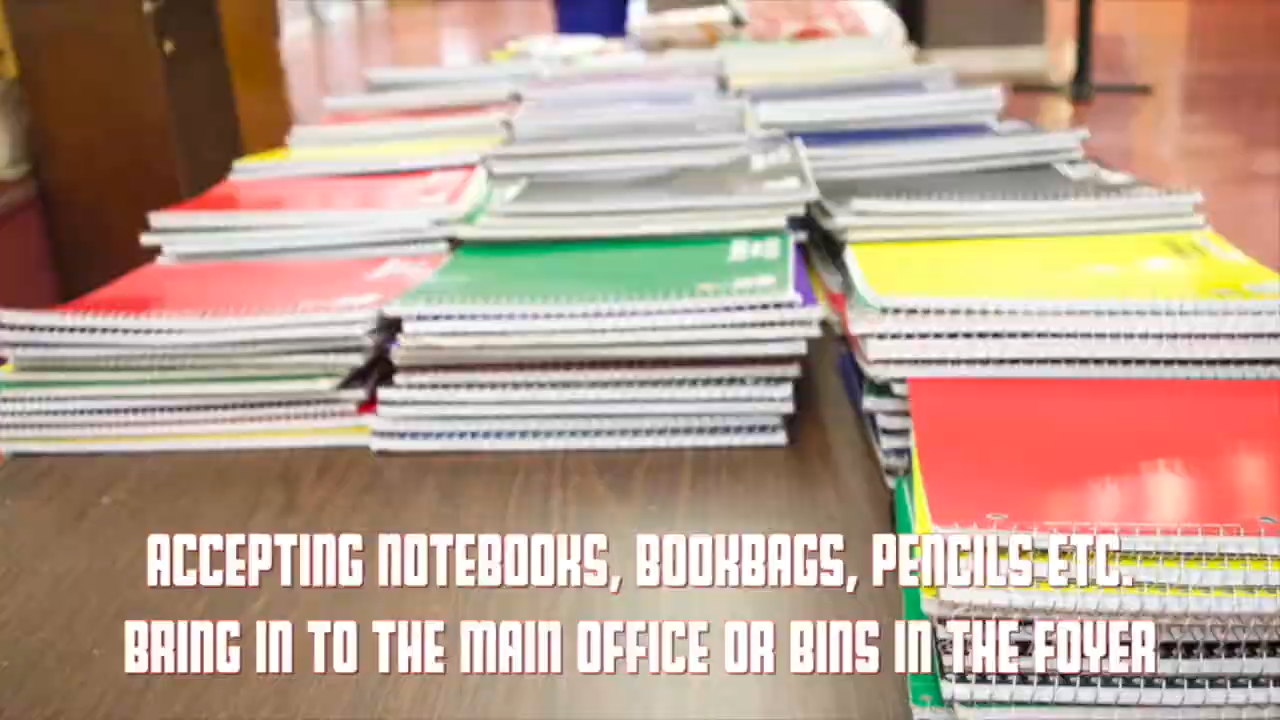 ACCEPTING NOTEBOOKS, BOOKBAGS, PENCILS ETC.
BRING IN TO THE MAIN OFFICE OR BINS IN THE FOYER